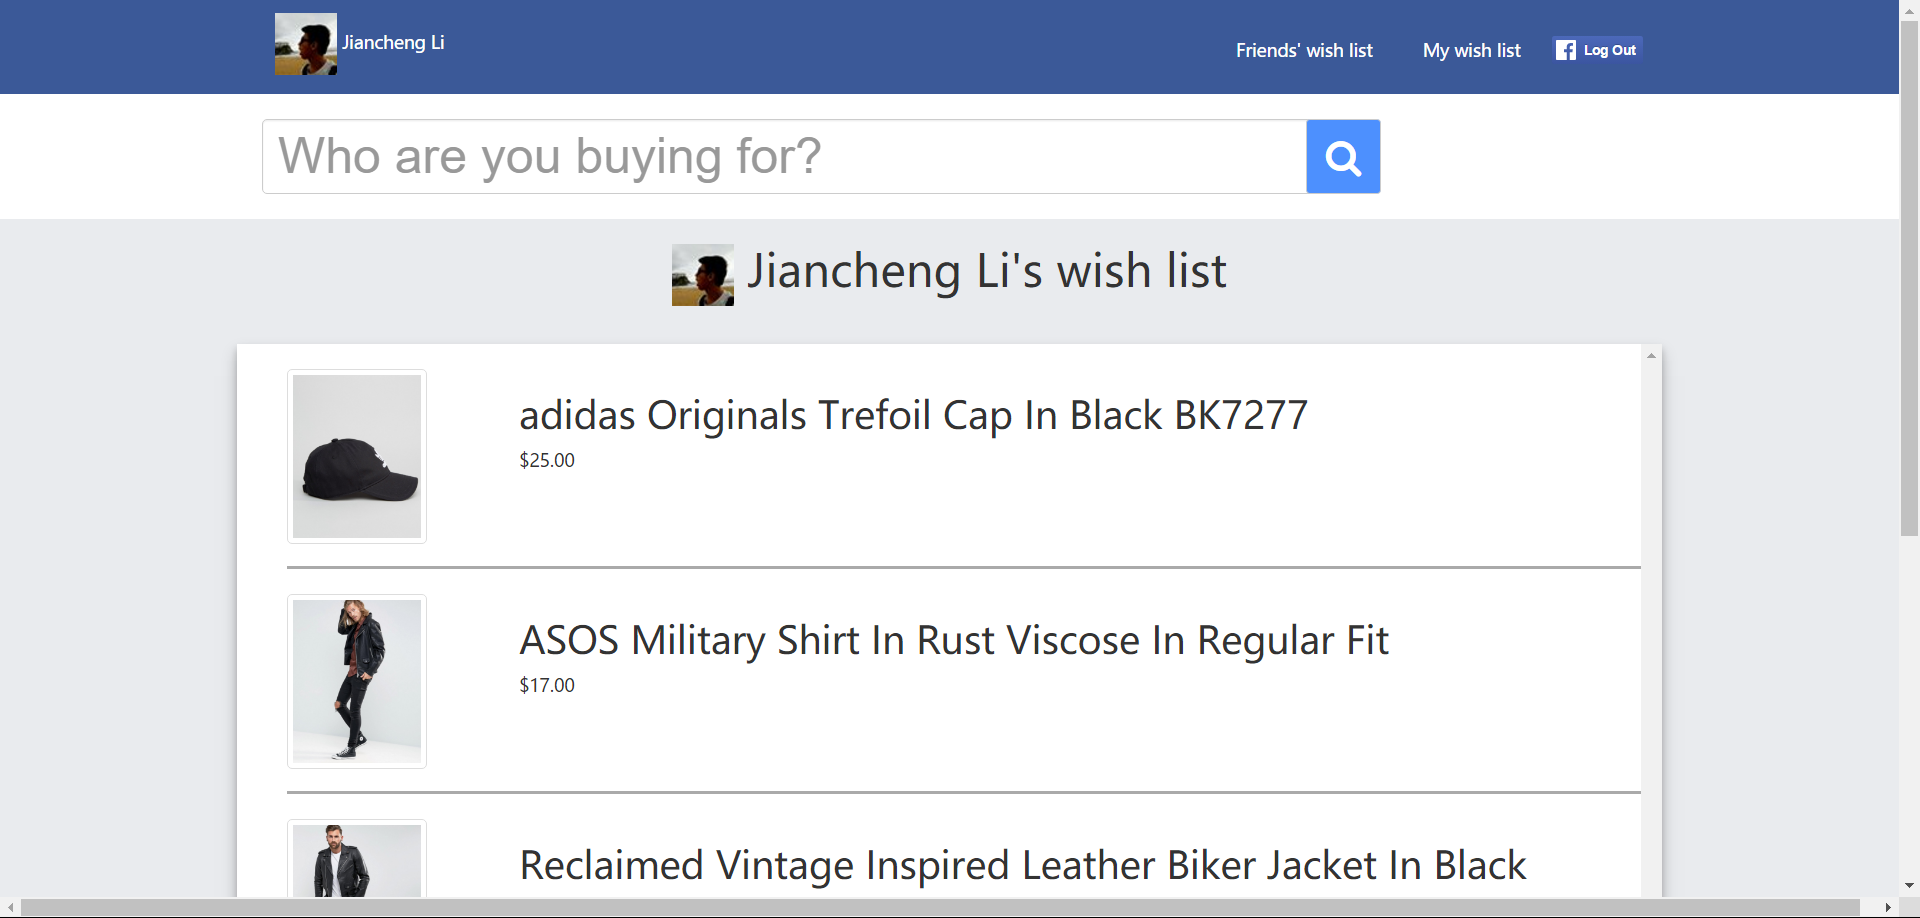 Jiancheng Li
Friends' wish list
My wish list
Log Out
Who are you buying for?
Jiancheng Li's wish list
adidas Originals Trefoil Cap In Black BK7277
$25.00
ASOS Military Shirt In Rust Viscose In Regular Fit
$17.00
Reclaimed Vintage Inspired Leather Biker Jacket In Black